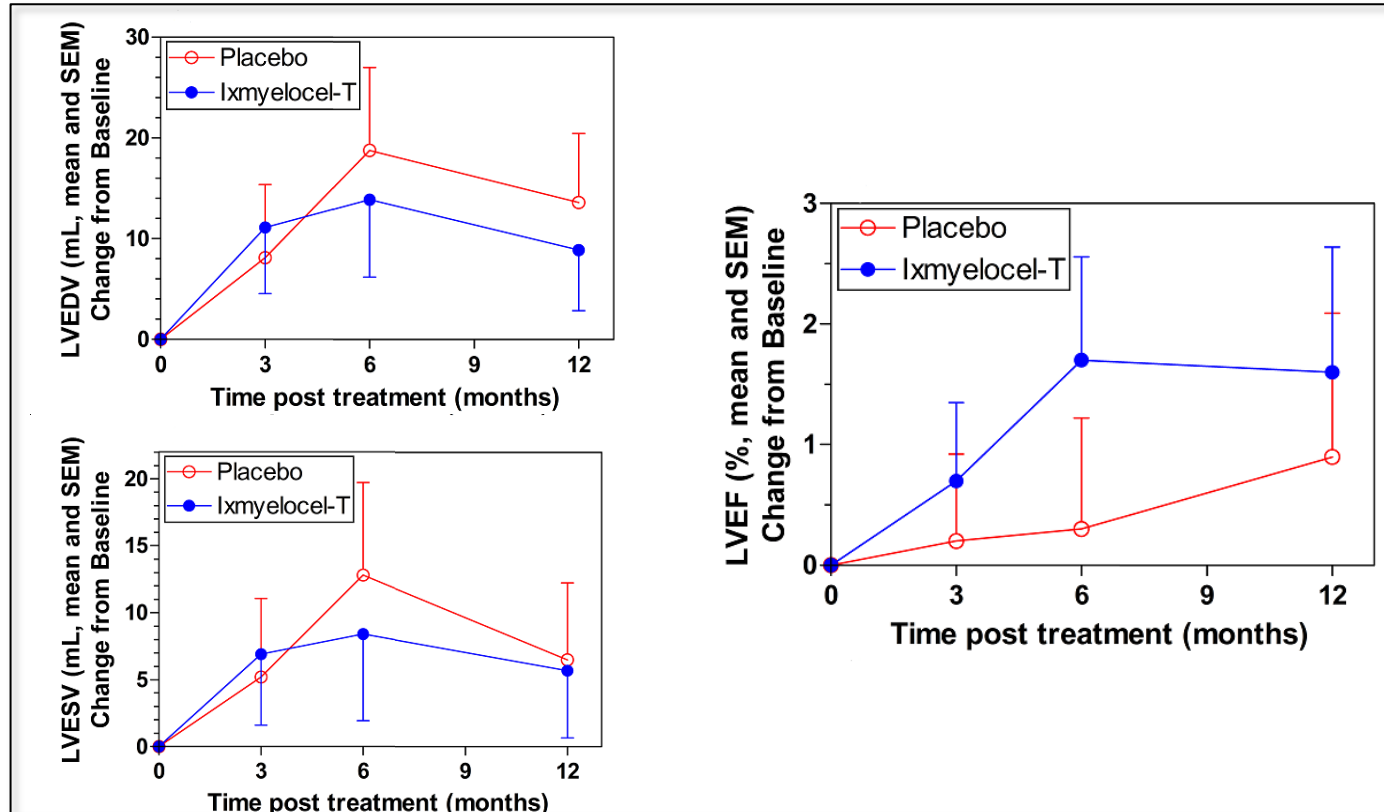 LVEDV (mL, mean and SEM)
Change from Baseline
30
20
10
0
Placebo
Ixmyelocel-T
0 3 6 9 12
Time post treatment (months)
LVESV (mL, mean and SEM)
Change from Baseline
20
15
10
5
0
Placebo
Ixmyelocel-T
0 3 6 9 12
Time post treatment (months)
LVEF (%, mean and SEM)
Change from Baseline
3
2
1
0
Placebo
Ixmyelocel-T
0 3 6 9 12
Time post treatment (months)